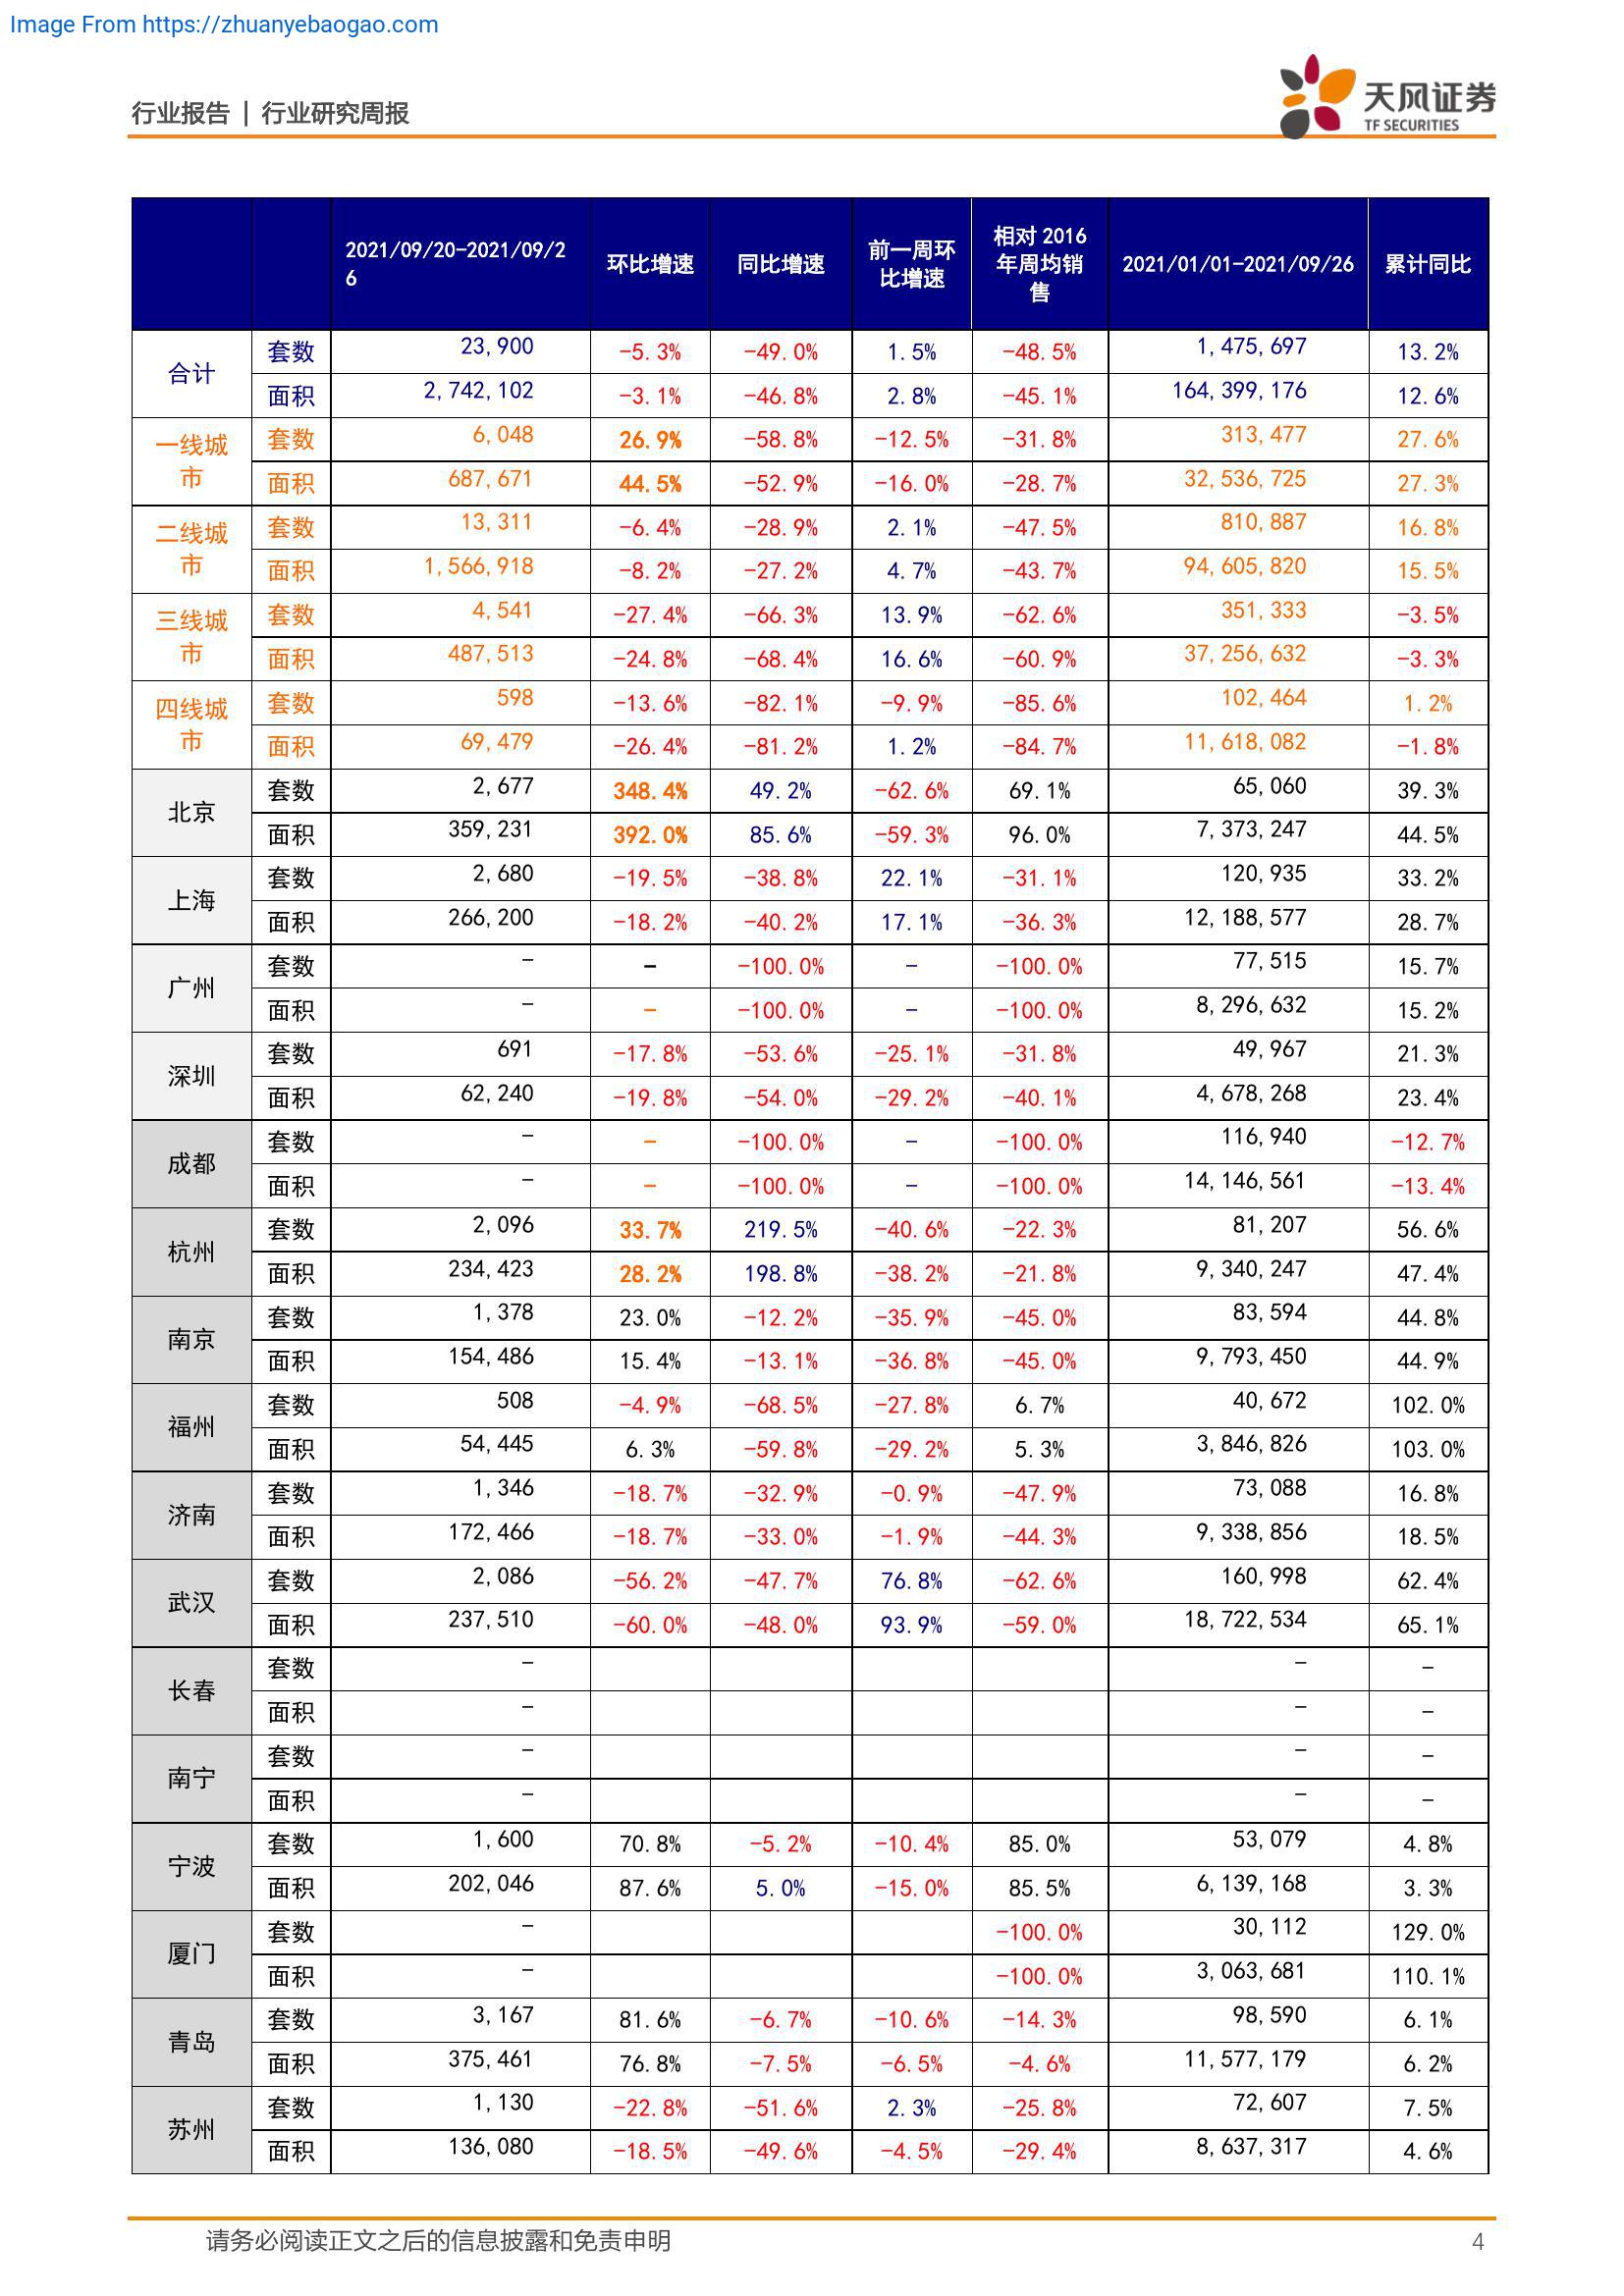 Image From https://zhuanyebaogao.com
行业报告 | 行业研究周报
天风证券
TF SECURITIES
2021/09/20-2021/09/26 环比增速 同比增速 前一周环比增速 相对 2016 年周均销售 2021/01/01-2021/09/26 累计同比
合计 套数 23,900 -5.3% -49.0% 1.5% -48.5% 1,475,697 13.2%
面积 2,742,102 -3.1% -46.8% 2.8% -45.1% 164,399,176 12.6%
一线城市 套数 6,048 26.9% -58.8% -12.5% -31.8% 313,477 27.6%
面积 687,671 44.5% -52.9% -16.0% -28.7% 32,536,725 27.3%
二线城市 套数 13,311 -6.4% -28.9% 2.1% -47.5% 810,887 16.8%
面积 1,566,918 -8.2% -27.2% 4.7% -43.7% 94,605,820 15.5%
三线城市 套数 4,541 -27.4% -66.3% 13.9% -62.6% 351,333 -3.5%
面积 487,513 -24.8% -68.4% 16.6% -60.9% 37,256,632 -3.3%
四线城市 套数 598 -13.6% -82.1% -9.9% -85.6% 102,464 1.2%
面积 69,479 -26.4% -81.2% 1.2% -84.7% 11,618,082 -1.8%
北京 套数 2,677 348.4% 49.2% -62.6% 69.1% 65,060 39.3%
面积 359,231 392.0% 85.6% -59.3% 96.0% 7,373,247 44.5%
上海 套数 2,680 -19.5% -38.8% 22.1% -31.1% 120,935 33.2%
面积 266,200 -18.2% -40.2% 17.1% -36.3% 12,188,577 28.7%
广州 套数 - - -100.0% - -100.0% 77,515 15.7%
面积 - - -100.0% - -100.0% 8,296,632 15.2%
深圳 套数 691 -17.8% -53.6% -25.1% -31.8% 49,967 21.3%
面积 62,240 -19.8% -54.0% -29.2% -40.1% 4,678,268 23.4%
成都 套数 - - -100.0% - -100.0% 116,940 -12.7%
面积 - - -100.0% - -100.0% 14,146,561 -13.4%
杭州 套数 2,096 33.7% 219.5% -40.6% -22.3% 81,207 56.6%
面积 234,423 28.2% 198.8% -38.2% -21.8% 9,340,247 47.4%
南京 套数 1,378 23.0% -12.2% -35.9% -45.0% 83,594 44.8%
面积 154,486 15.4% -13.1% -36.8% -45.0% 9,793,450 44.9%
福州 套数 508 -4.9% -68.5% -27.8% 6.7% 40,672 102.0%
面积 54,445 6.3% -59.8% -29.2% 5.3% 3,846,826 103.0%
济南 套数 1,346 -18.7% -32.9% -0.9% -47.9% 73,088 16.8%
面积 172,466 -18.7% -33.0% -1.9% -44.3% 9,338,856 18.5%
武汉 套数 2,086 -56.2% -47.7% 76.8% -62.6% 160,998 62.4%
面积 237,510 -60.0% -48.0% 93.9% -59.0% 18,722,534 65.1%
长春 套数 - - -
面积 - - -
南宁 套数 - - -
面积 - - -
宁波 套数 1,600 70.8% -5.2% -10.4% 85.0% 53,079 4.8%
面积 202,046 87.6% 5.0% -15.0% 85.5% 6,139,168 3.3%
厦门 套数 - -100.0% 30,112 129.0%
面积 - -100.0% 3,063,681 110.1%
青岛 套数 3,167 81.6% -6.7% -10.6% -14.3% 98,590 6.1%
面积 375,461 76.8% -7.5% -6.5% -4.6% 11,577,179 6.2%
苏州 套数 1,130 -22.8% -51.6% 2.3% -25.8% 72,607 7.5%
面积 136,080 -18.5% -49.6% -4.5% -29.4% 8,637,317 4.6%
请务必阅读正文之后的信息披露和免责申明 4